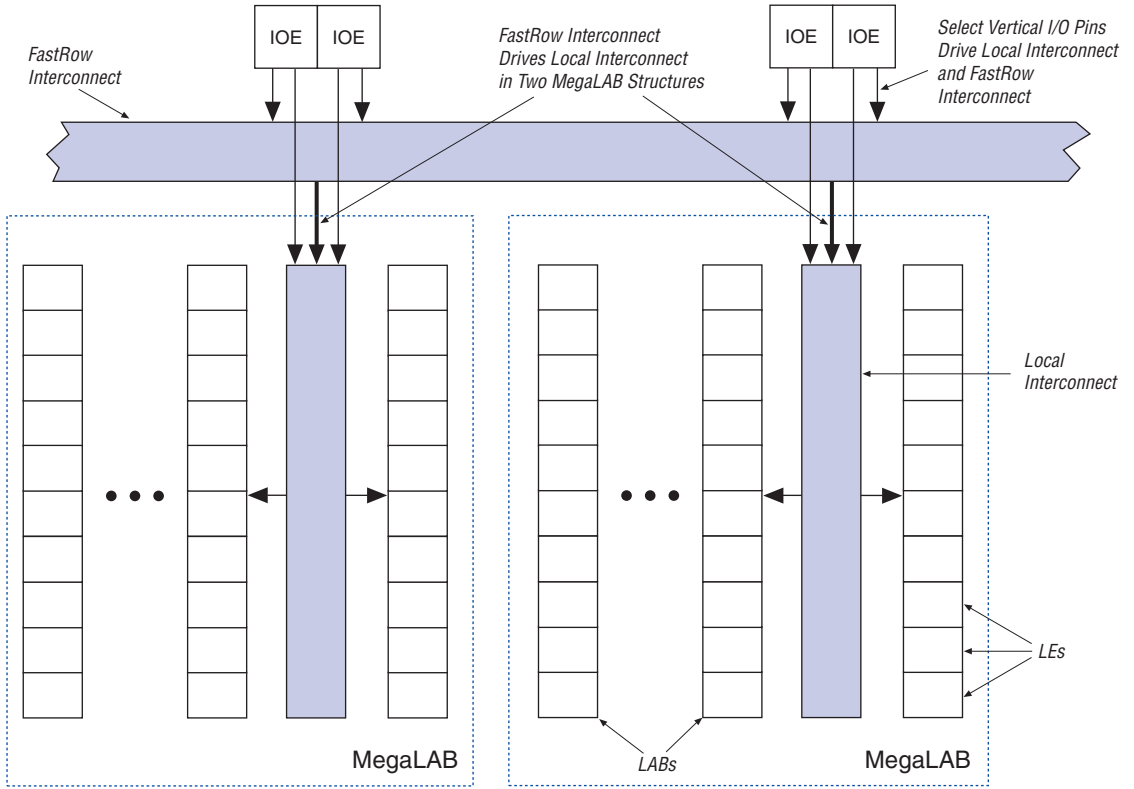 IOE IOE
FastRow
Interconnect
FastRow Interconnect
Drives Local Interconnect
in Two MegaLAB Structures
IOE IOE
Select Vertical I/O Pins
Drive Local Interconnect
and FastRow
Interconnect
Local
Interconnect
LEs
LABs
MegaLAB
MegaLAB